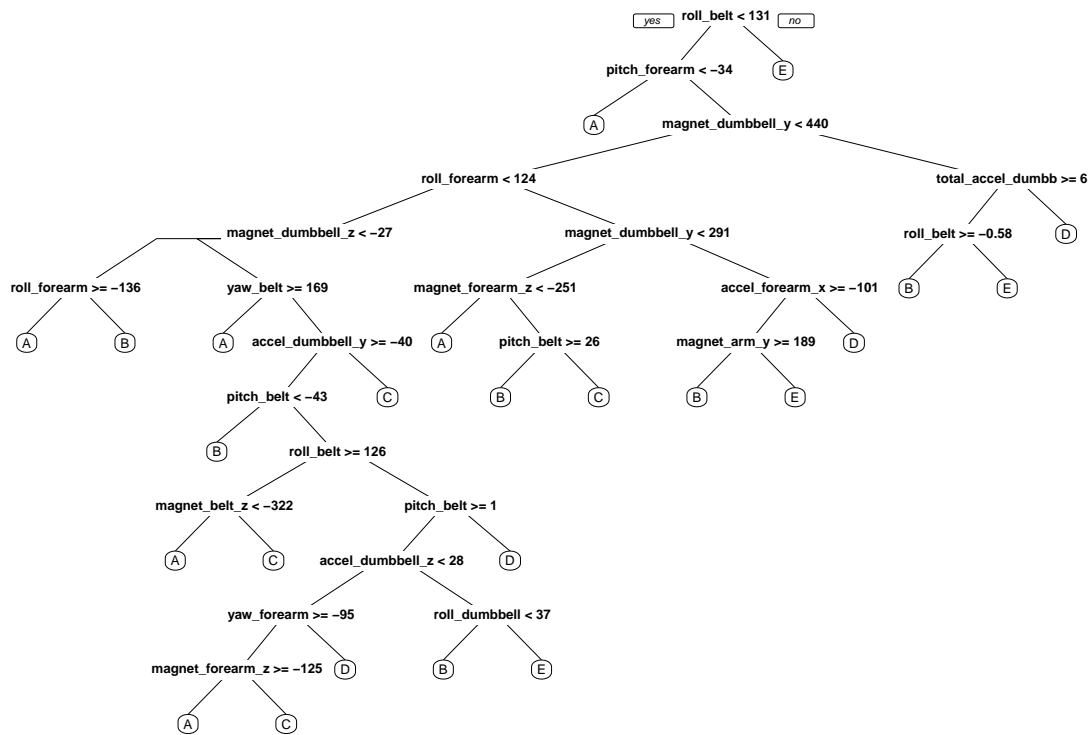 yes roll_belt < 131 no
pitch_forearm < −34 E
A magnet_dumbbell_y < 440
roll_forearm < 124 total_accel_dumbb >= 6
magnet_dumbbell_z < −27 magnet_dumbbell_y < 291 roll_belt >= −0.58 D
roll_forearm >= −136 yaw_belt >= 169 magnet_forearm_z < −251 accel_forearm_x >= −101 B E
A B A accel_dumbbell_y >= −40 A pitch_belt >= 26 magnet_arm_y >= 189 D
pitch_belt < −43 C B C B E
B roll_belt >= 126
magnet_belt_z < −322 pitch_belt >= 1
A C accel_dumbbell_z < 28 D
yaw_forearm >= −95 roll_dumbbell < 37
magnet_forearm_z >= −125 D B E
A C